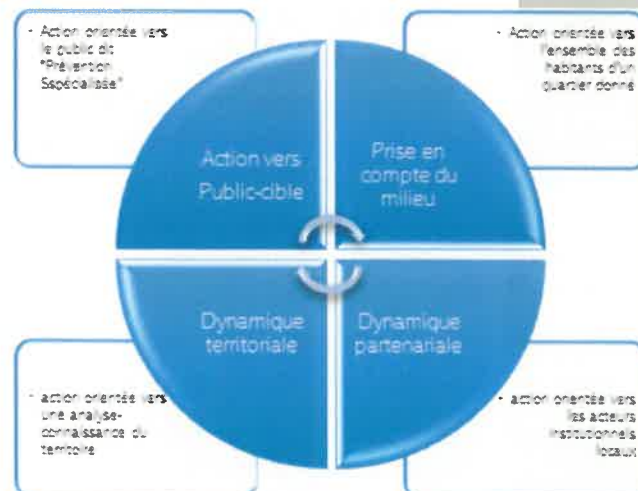 - Action orientée vers
le public dit
"Prévention
Sspécialisée"
- Action orientée vers
l'ensemble des
habitants d'un
quartier donné
Action vers
Public-cible
Prise en
compte du
milieu
Dynamique
territoriale
Dynamique
partenariale
- action orientée vers
une analyse-
connaissance du
territoire
- action orientée vers
les acteurs
institutionnels
locaux